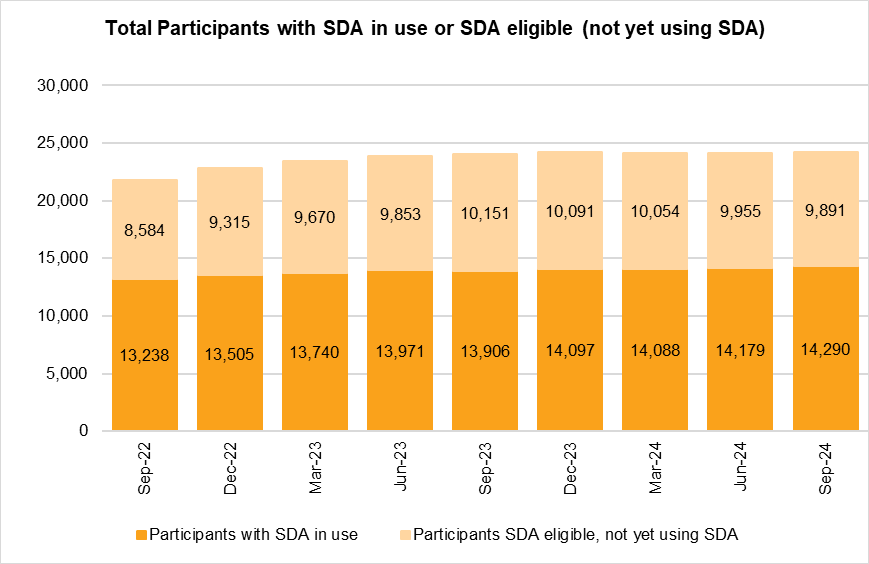 Total Participants with SDA in use or SDA eligible (not yet using SDA)
30,000
25,000
20,000
15,000
10,000
5,000
0
8,584 9,315 9,670 9,853 10,151 10,091 10,054 9,955 9,891
13,238 13,505 13,740 13,971 13,906 14,097 14,088 14,179 14,290
Sep-22 Dec-22 Mar-23 Jun-23 Sep-23 Dec-23 Mar-24 Jun-24 Sep-24
Participants with SDA in use Participants SDA eligible, not yet using SDA